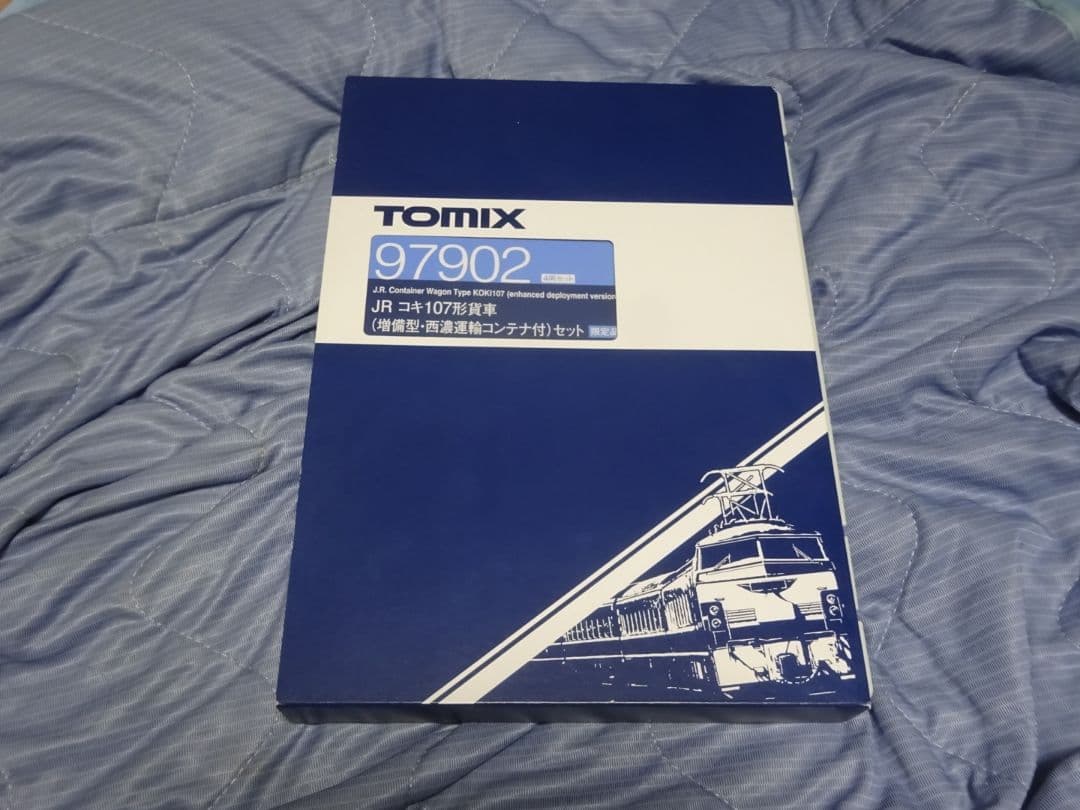 TOMIX
97902 4両セット
J.R. Container Wagon Type KOKI107 (enhanced deployment version
JR コキ107形貨車
(増備型・西濃運輸コンテナ付)セット 限定品